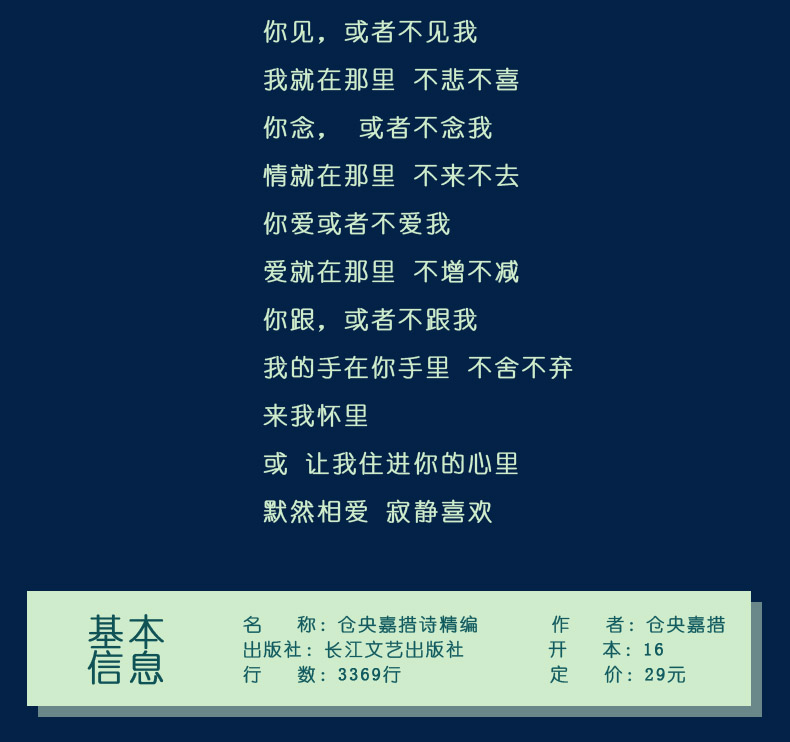 你见，或者不见我
我就在那里 不悲不喜
你念， 或者不念我
情就在那里 不来不去
你爱或者不爱我
爱就在那里 不增不减
你跟，或者不跟我
我的手在你手里 不舍不弃
来我怀里
或 让我住进你的心里
默然相爱 寂静喜欢
基本
信息
名 称：仓央嘉措诗精编
作 者：仓央嘉措
出版社：长江文艺出版社
开 本：16
行 数：3369行
定 价：29元